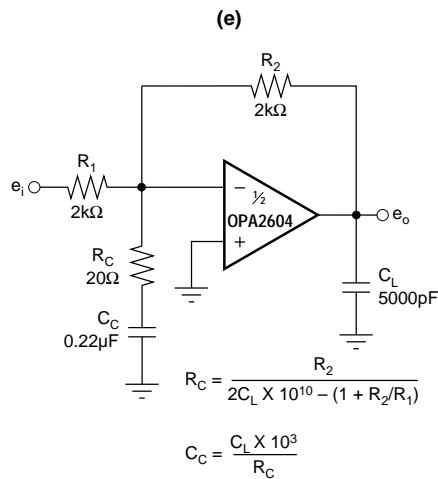 (e)
R2
2kΩ
R1
ei
2kΩ
–
½
OPA2604
+
eo
RC
20Ω
CL
5000pF
CC
0.22µF
RC = R2 / 2CL X 10^10 – (1 + R2/R1)
CC = CL X 10^3 / RC